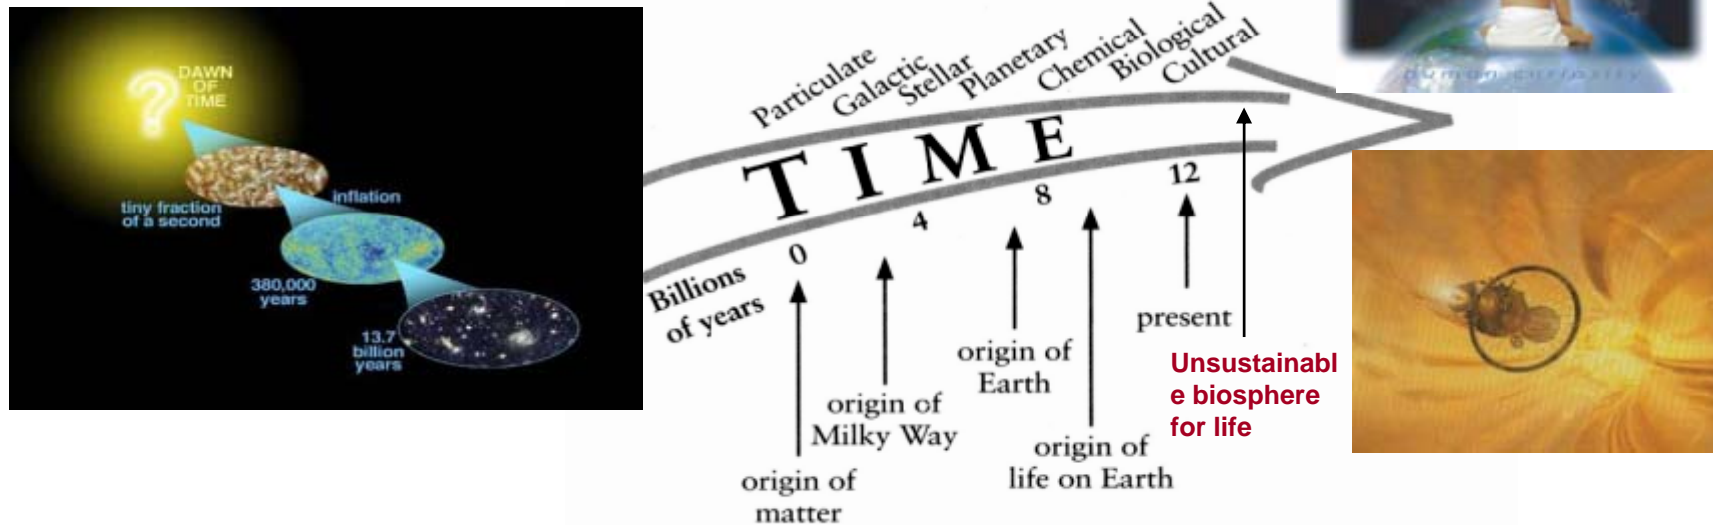 DAWN
OF
TIME
tiny fraction
of a second
inflation
380,000
years
13.7
billion
years
Particulate
Galactic
Stellar
Planetary
Chemical
Biological
Cultural
TIME
Billions
of years
0
4
8
12
origin of
matter
origin of
Milky Way
origin of
Earth
origin of
life on Earth
present
Unsustainabl
e biosphere
for life
human curiosity